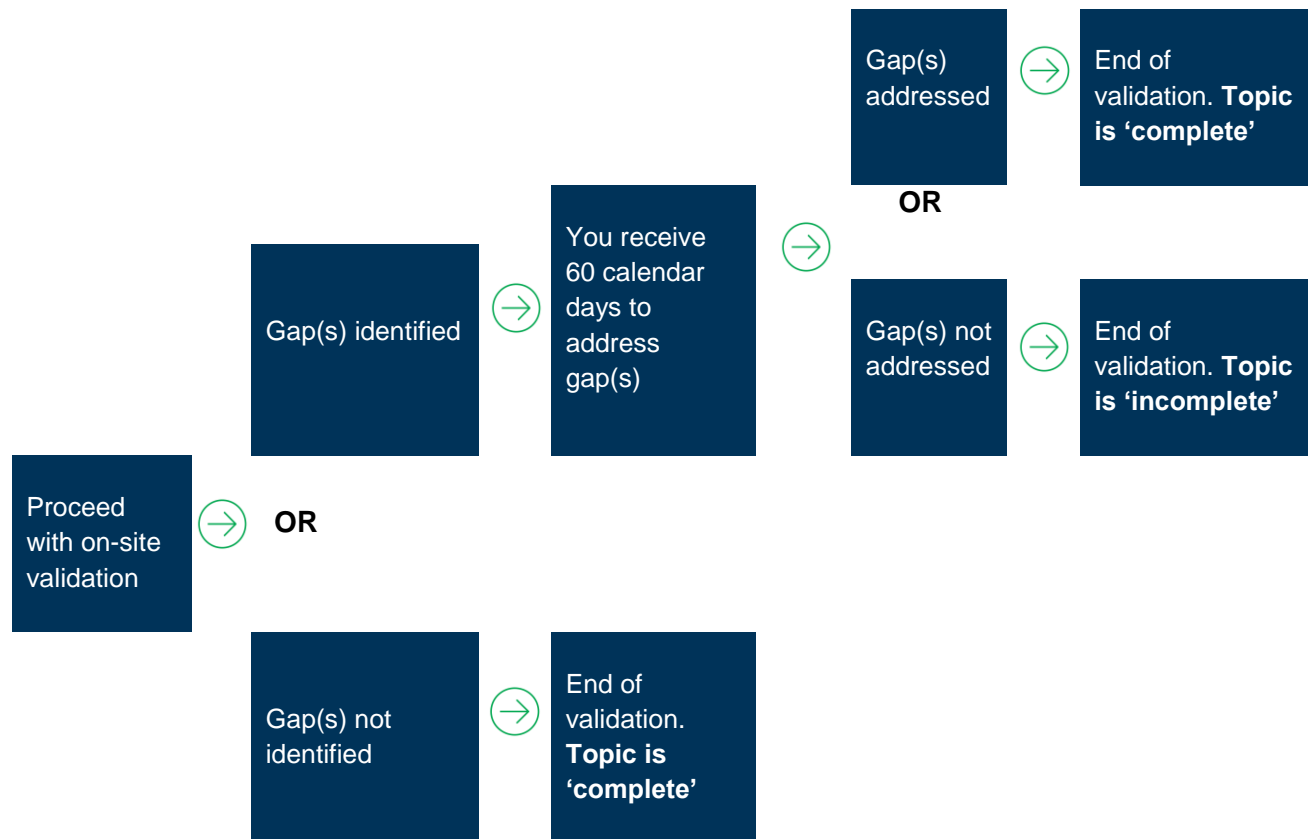 Gap(s)
addressed
End of
validation. Topic
is ‘complete’
OR
You receive
60 calendar
days to
address
gap(s)
Gap(s) identified
Gap(s) not
addressed
End of
validation. Topic
is ‘incomplete’
Proceed
with on-site
validation
OR
Gap(s) not
identified
End of
validation.
Topic is
‘complete’